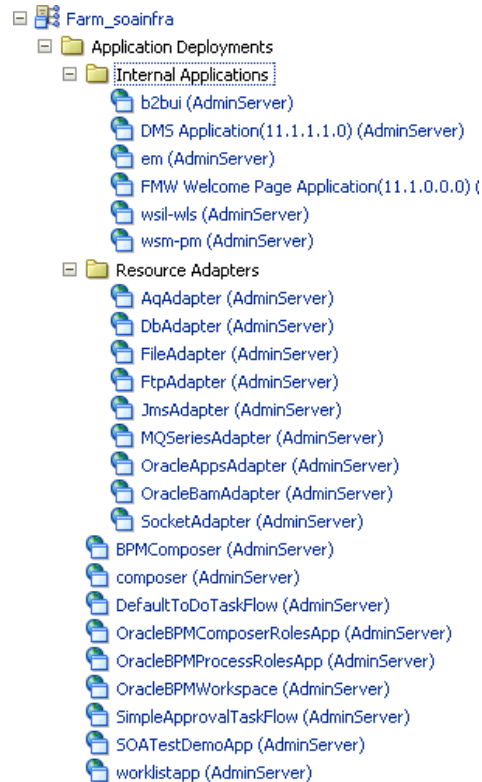 Farm_soainfra
Application Deployments
Internal Applications
b2bui (AdminServer)
DMS Application(11.1.1.1.0) (AdminServer)
em (AdminServer)
FMW Welcome Page Application(11.1.0.0.0) (
wsil-wls (AdminServer)
wsm-pm (AdminServer)
Resource Adapters
AqAdapter (AdminServer)
DbAdapter (AdminServer)
FileAdapter (AdminServer)
FtpAdapter (AdminServer)
JmsAdapter (AdminServer)
MQSeriesAdapter (AdminServer)
OracleAppsAdapter (AdminServer)
OracleBamAdapter (AdminServer)
SocketAdapter (AdminServer)
BPMComposer (AdminServer)
composer (AdminServer)
DefaultToDoTaskFlow (AdminServer)
OracleBPMComposerRolesApp (AdminServer)
OracleBPMProcessRolesApp (AdminServer)
OracleBPMWorkspace (AdminServer)
SimpleApprovalTaskFlow (AdminServer)
SOATestDemoApp (AdminServer)
worklistapp (AdminServer)